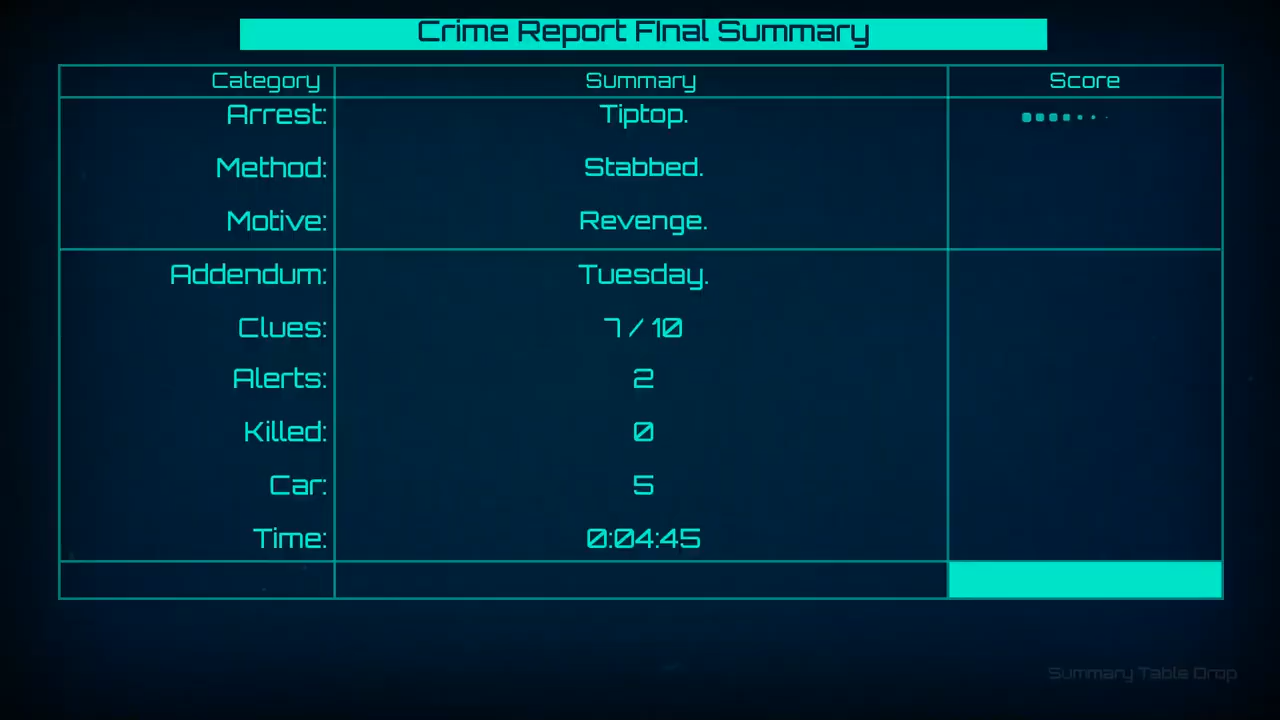 Crime Report FInal Summary
Category Summary Score
Arrest: Tiptop.
Method: Stabbed.
Motive: Revenge.
Addendum: Tuesday.
Clues: 7 / 10
Alerts: 2
Killed: 0
Car: 5
Time: 0:04:45
Summary Table Drop